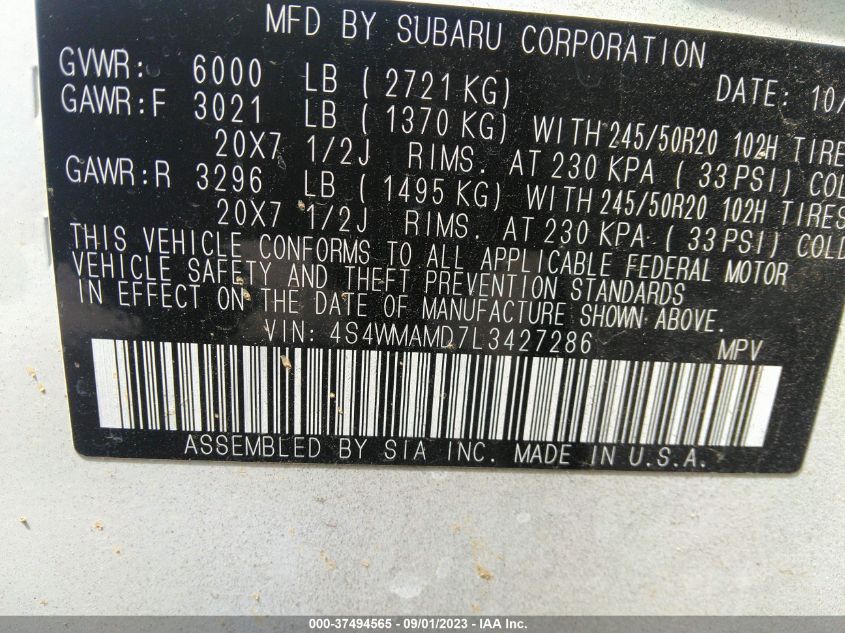 MFD BY SUBARU CORPORATION
GVWR: 6000 LB ( 2721 KG) DATE: 10/
GAWR:F 3021 LB ( 1370 KG) WITH 245/50R20 102H TIRE
20X7 1/2J RIMS. AT 230 KPA ( 33 PSI) COL
GAWR:R 3296 LB ( 1495 KG) WITH 245/50R20 102H TIRES
20X7 1/2J RIMS. AT 230 KPA ( 33 PSI) COLD
THIS VEHICLE CONFORMS TO ALL APPLICABLE FEDERAL MOTOR
VEHICLE SAFETY AND THEFT PREVENTION STANDARDS
IN EFFECT ON THE DATE OF MANUFACTURE SHOWN ABOVE.
VIN: 4S4WMAMD7L3427286 MPV
ASSEMBLED BY SIA INC. MADE IN U.S.A.
000-37494565 - 09/01/2023 - IAA Inc.